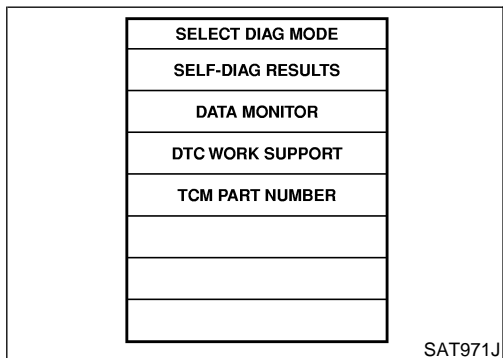 SELECT DIAG MODE
SELF-DIAG RESULTS
DATA MONITOR
DTC WORK SUPPORT
TCM PART NUMBER
SAT971J